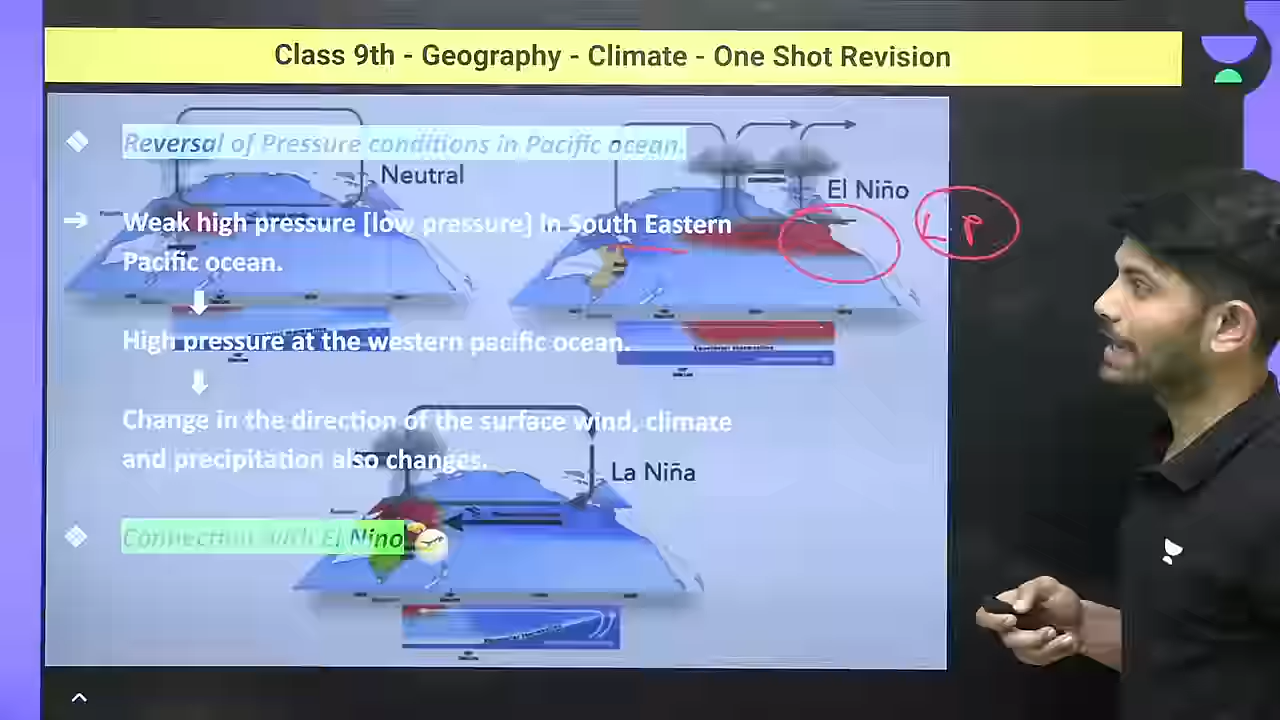 Class 9th - Geography - Climate - One Shot Revision
Reversal of Pressure conditions in Pacific ocean.
Neutral
El Niño
L P
Weak high pressure [low pressure] in South Eastern
Pacific ocean.
High pressure at the western pacific ocean.
Change in the direction of the surface wind, climate
and precipitation also changes.
La Niña
Connection with El Nino